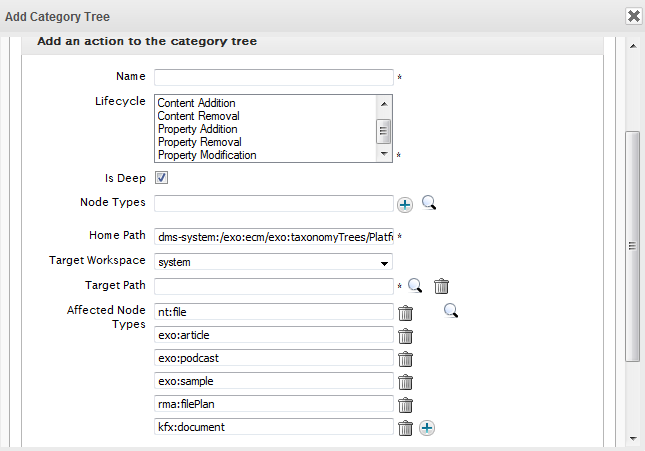 Add Category Tree
Add an action to the category tree
Name *
Lifecycle
Content Addition
Content Removal
Property Addition
Property Removal
Property Modification *
Is Deep
Node Types
Home Path dms-system:/exo:ecm/exo:taxonomyTrees/Platf *
Target Workspace system
Target Path *
Affected Node Types
nt:file
exo:article
exo:podcast
exo:sample
rma:filePlan
kfx:document